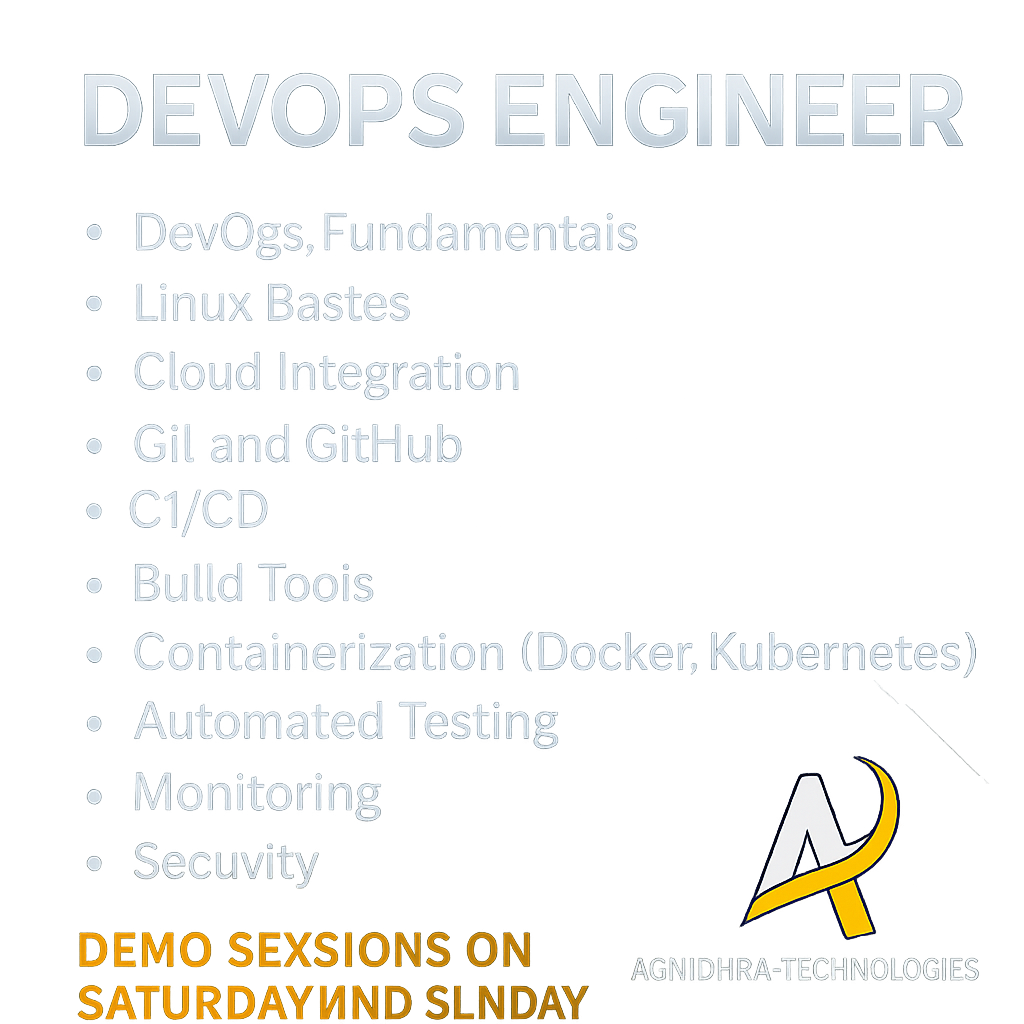 DEVOPS ENGINEER
• DevOgs, Fundamentais
• Linux Bastes
• Cloud Integration
• Gil and GitHub
• C1/CD
• Bulld Toois
• Containerization (Docker, Kubernetes)
• Automated Testing
• Monitoring
• Secuvity
DEMO SEXSIONS ON
SATURDAYИND SLNDAY
AGNIDHRA-TECHNOLOGIES